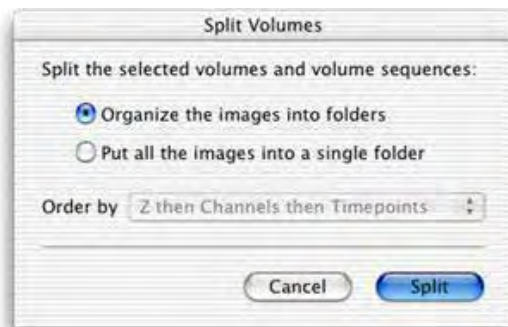 Split Volumes
Split the selected volumes and volume sequences:
Organize the images into folders
Put all the images into a single folder
Order by Z then Channels then Timepoints
Cancel Split